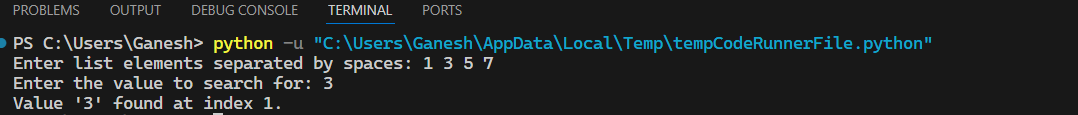 PROBLEMS OUTPUT DEBUG CONSOLE TERMINAL PORTS
PS C:\Users\Ganesh> python -u "C:\Users\Ganesh\AppData\Local\Temp\tempCodeRunnerFile.python"
Enter list elements separated by spaces: 1 3 5 7
Enter the value to search for: 3
Value '3' found at index 1.